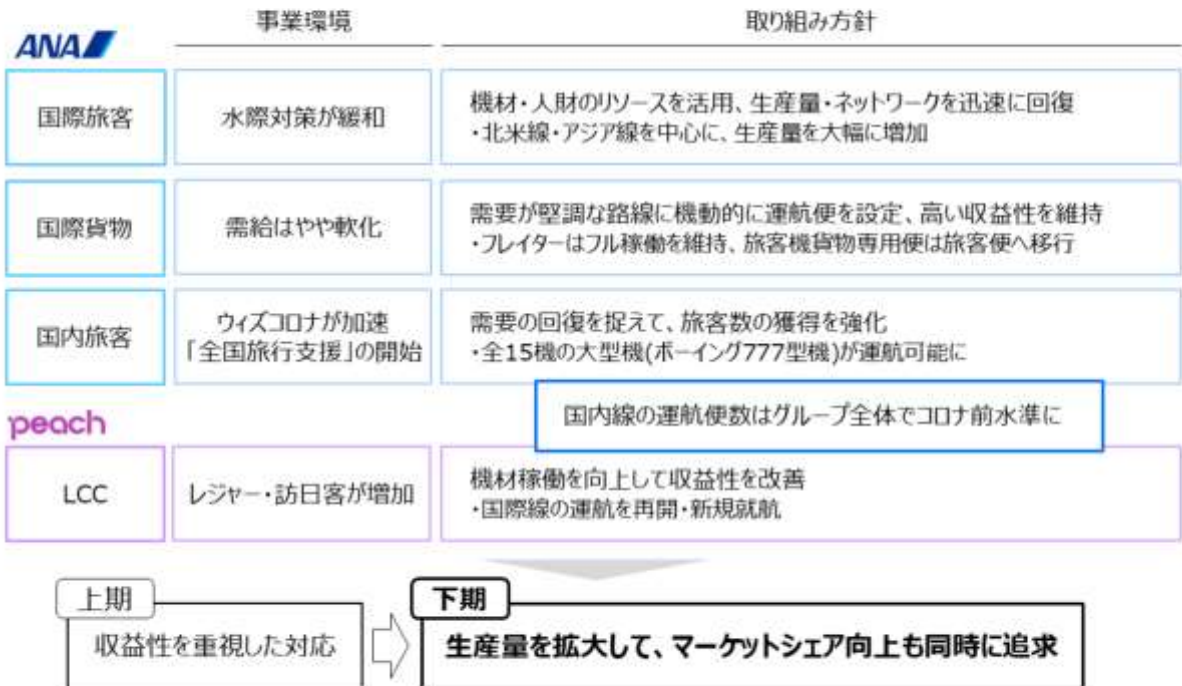 事業環境
取り組み方針
ANA
国際旅客
水際対策が緩和
機材・人財のリソースを活用、生産量・ネットワークを迅速に回復
・北米線・アジア線を中心に、生産量を大幅に増加
国際貨物
需給はやや軟化
需要が堅調な路線に機動的に運航便を設定、高い収益性を維持
・フレイターはフル稼働を維持、旅客機貨物専用便は旅客便へ移行
国内旅客
ウィズコロナが加速
「全国旅行支援」の開始
需要の回復を捉えて、旅客数の獲得を強化
・全15機の大型機(ボーイング777型機)が運航可能に
国内線の運航便数はグループ全体でコロナ前水準に
peach
LCC
レジャー・訪日客が増加
機材稼働を向上して収益性を改善
・国際線の運航を再開・新規就航
上期
収益性を重視した対応
下期
生産量を拡大して、マーケットシェア向上も同時に追求